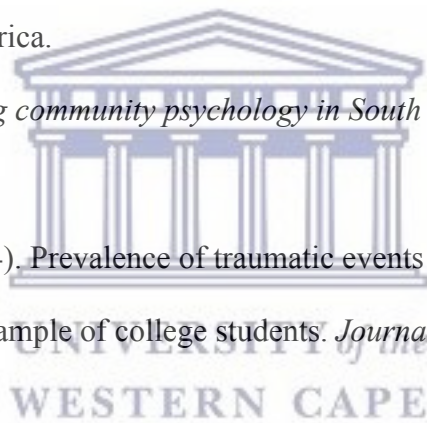 rica.
g community psychology in South
). Prevalence of traumatic events
ample of college students. Journa
UNIVERSITY of the
WESTERN CAPE